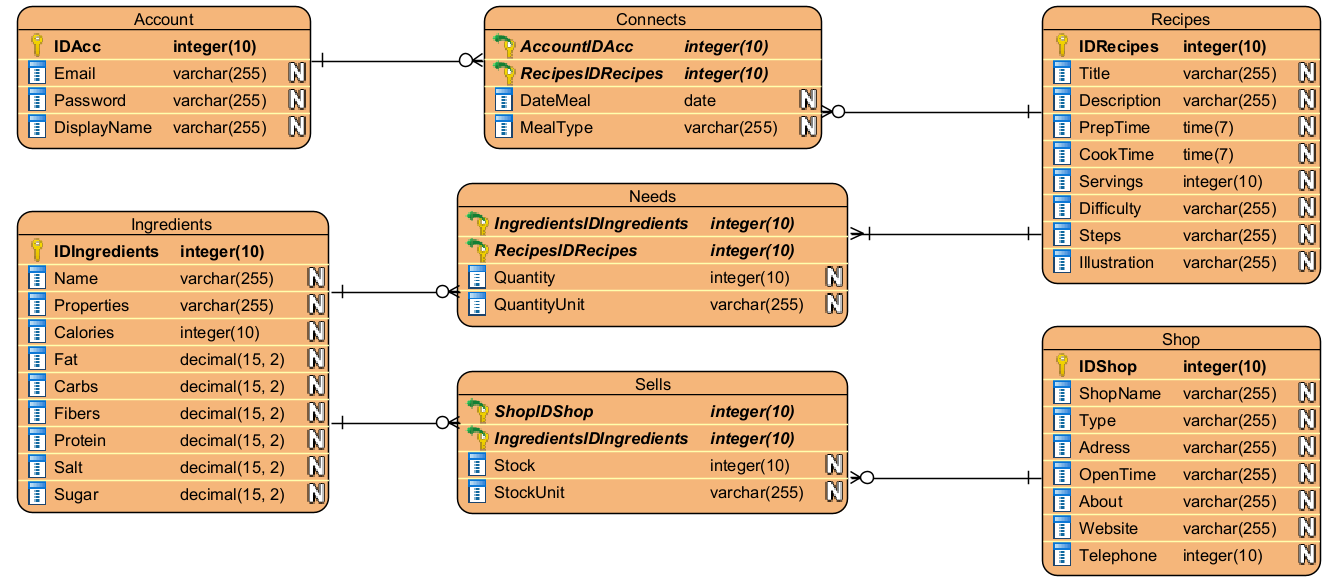 Account
IDAcc integer(10)
Email varchar(255) N
Password varchar(255) N
DisplayName varchar(255) N
Connects
AccountIDAcc integer(10)
RecipesIDRecipes integer(10)
DateMeal date N
MealType varchar(255) N
Recipes
IDRecipes integer(10)
Title varchar(255) N
Description varchar(255) N
PrepTime time(7) N
CookTime time(7) N
Servings integer(10) N
Difficulty varchar(255) N
Steps varchar(255) N
Illustration varchar(255) N
Ingredients
IDIngredients integer(10)
Name varchar(255) N
Properties varchar(255) N
Calories integer(10) N
Fat decimal(15, 2) N
Carbs decimal(15, 2) N
Fibers decimal(15, 2) N
Protein decimal(15, 2) N
Salt decimal(15, 2) N
Sugar decimal(15, 2) N
Needs
IngredientsIDIngredients integer(10)
RecipesIDRecipes integer(10)
Quantity integer(10) N
QuantityUnit varchar(255) N
Sells
ShopIDShop integer(10)
IngredientsIDIngredients integer(10)
Stock integer(10) N
StockUnit varchar(255) N
Shop
IDShop integer(10)
ShopName varchar(255) N
Type varchar(255) N
Adress varchar(255) N
OpenTime varchar(255) N
About varchar(255) N
Website varchar(255) N
Telephone integer(10) N